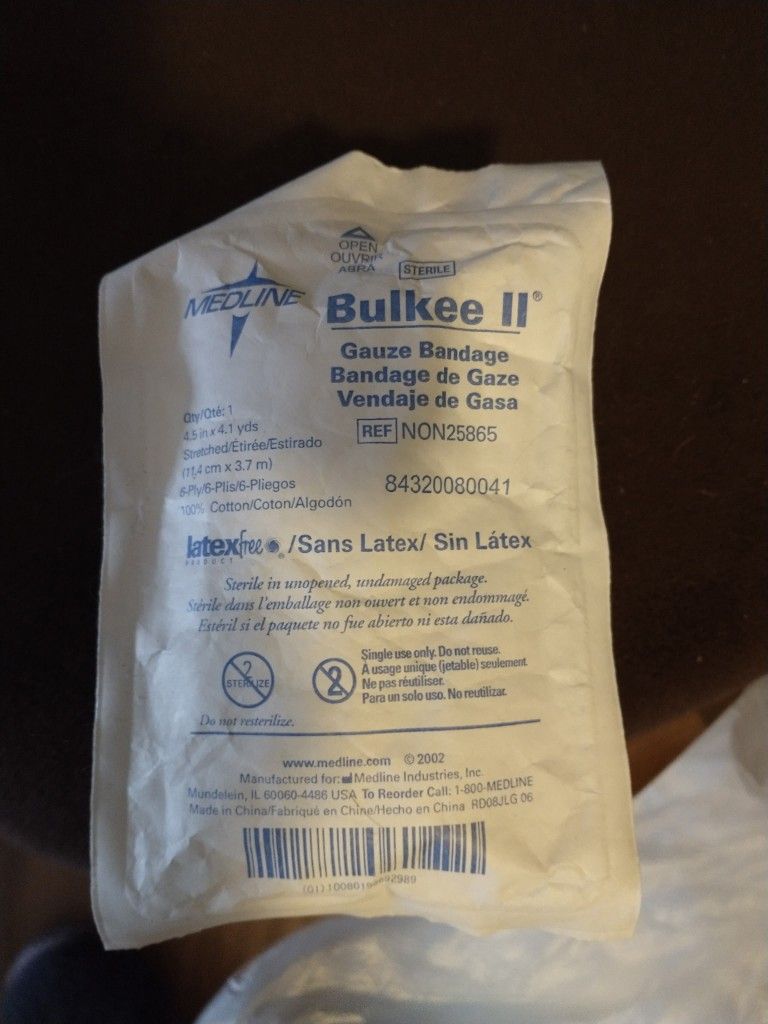 OPEN
OUVRIR
ABRA
STERILE
MEDLINE
Bulkee II®
Gauze Bandage
Bandage de Gaze
Vendaje de Gasa
REF NON25865
Qty/Qté: 1
4.5 in x 4.1 yds
Stretched/Étirée/Estirado
(11.4 cm x 3.7 m)
6-Ply/6-Plis/6-Pliegos
100% Cotton/Coton/Algodón
84320080041
latexfree® /Sans Latex/ Sin Látex
PRODUCT
Sterile in unopened, undamaged package.
Stérile dans l'emballage non ouvert et non endommagé.
Estéril si el paquete no fue abierto ni esta dañado.
2
STERILIZE
Do not resterilize.
2
Single use only. Do not reuse.
À usage unique (jetable) seulement
Ne pas réutiliser.
Para un solo uso. No reutilizar.
www.medline.com © 2002
Manufactured for: Medline Industries, Inc.
Mundelein, IL 60060-4486 USA To Reorder Call: 1-800-MEDLINE
Made in China/Fabriqué en Chine/Hecho en China RD08JLG 06